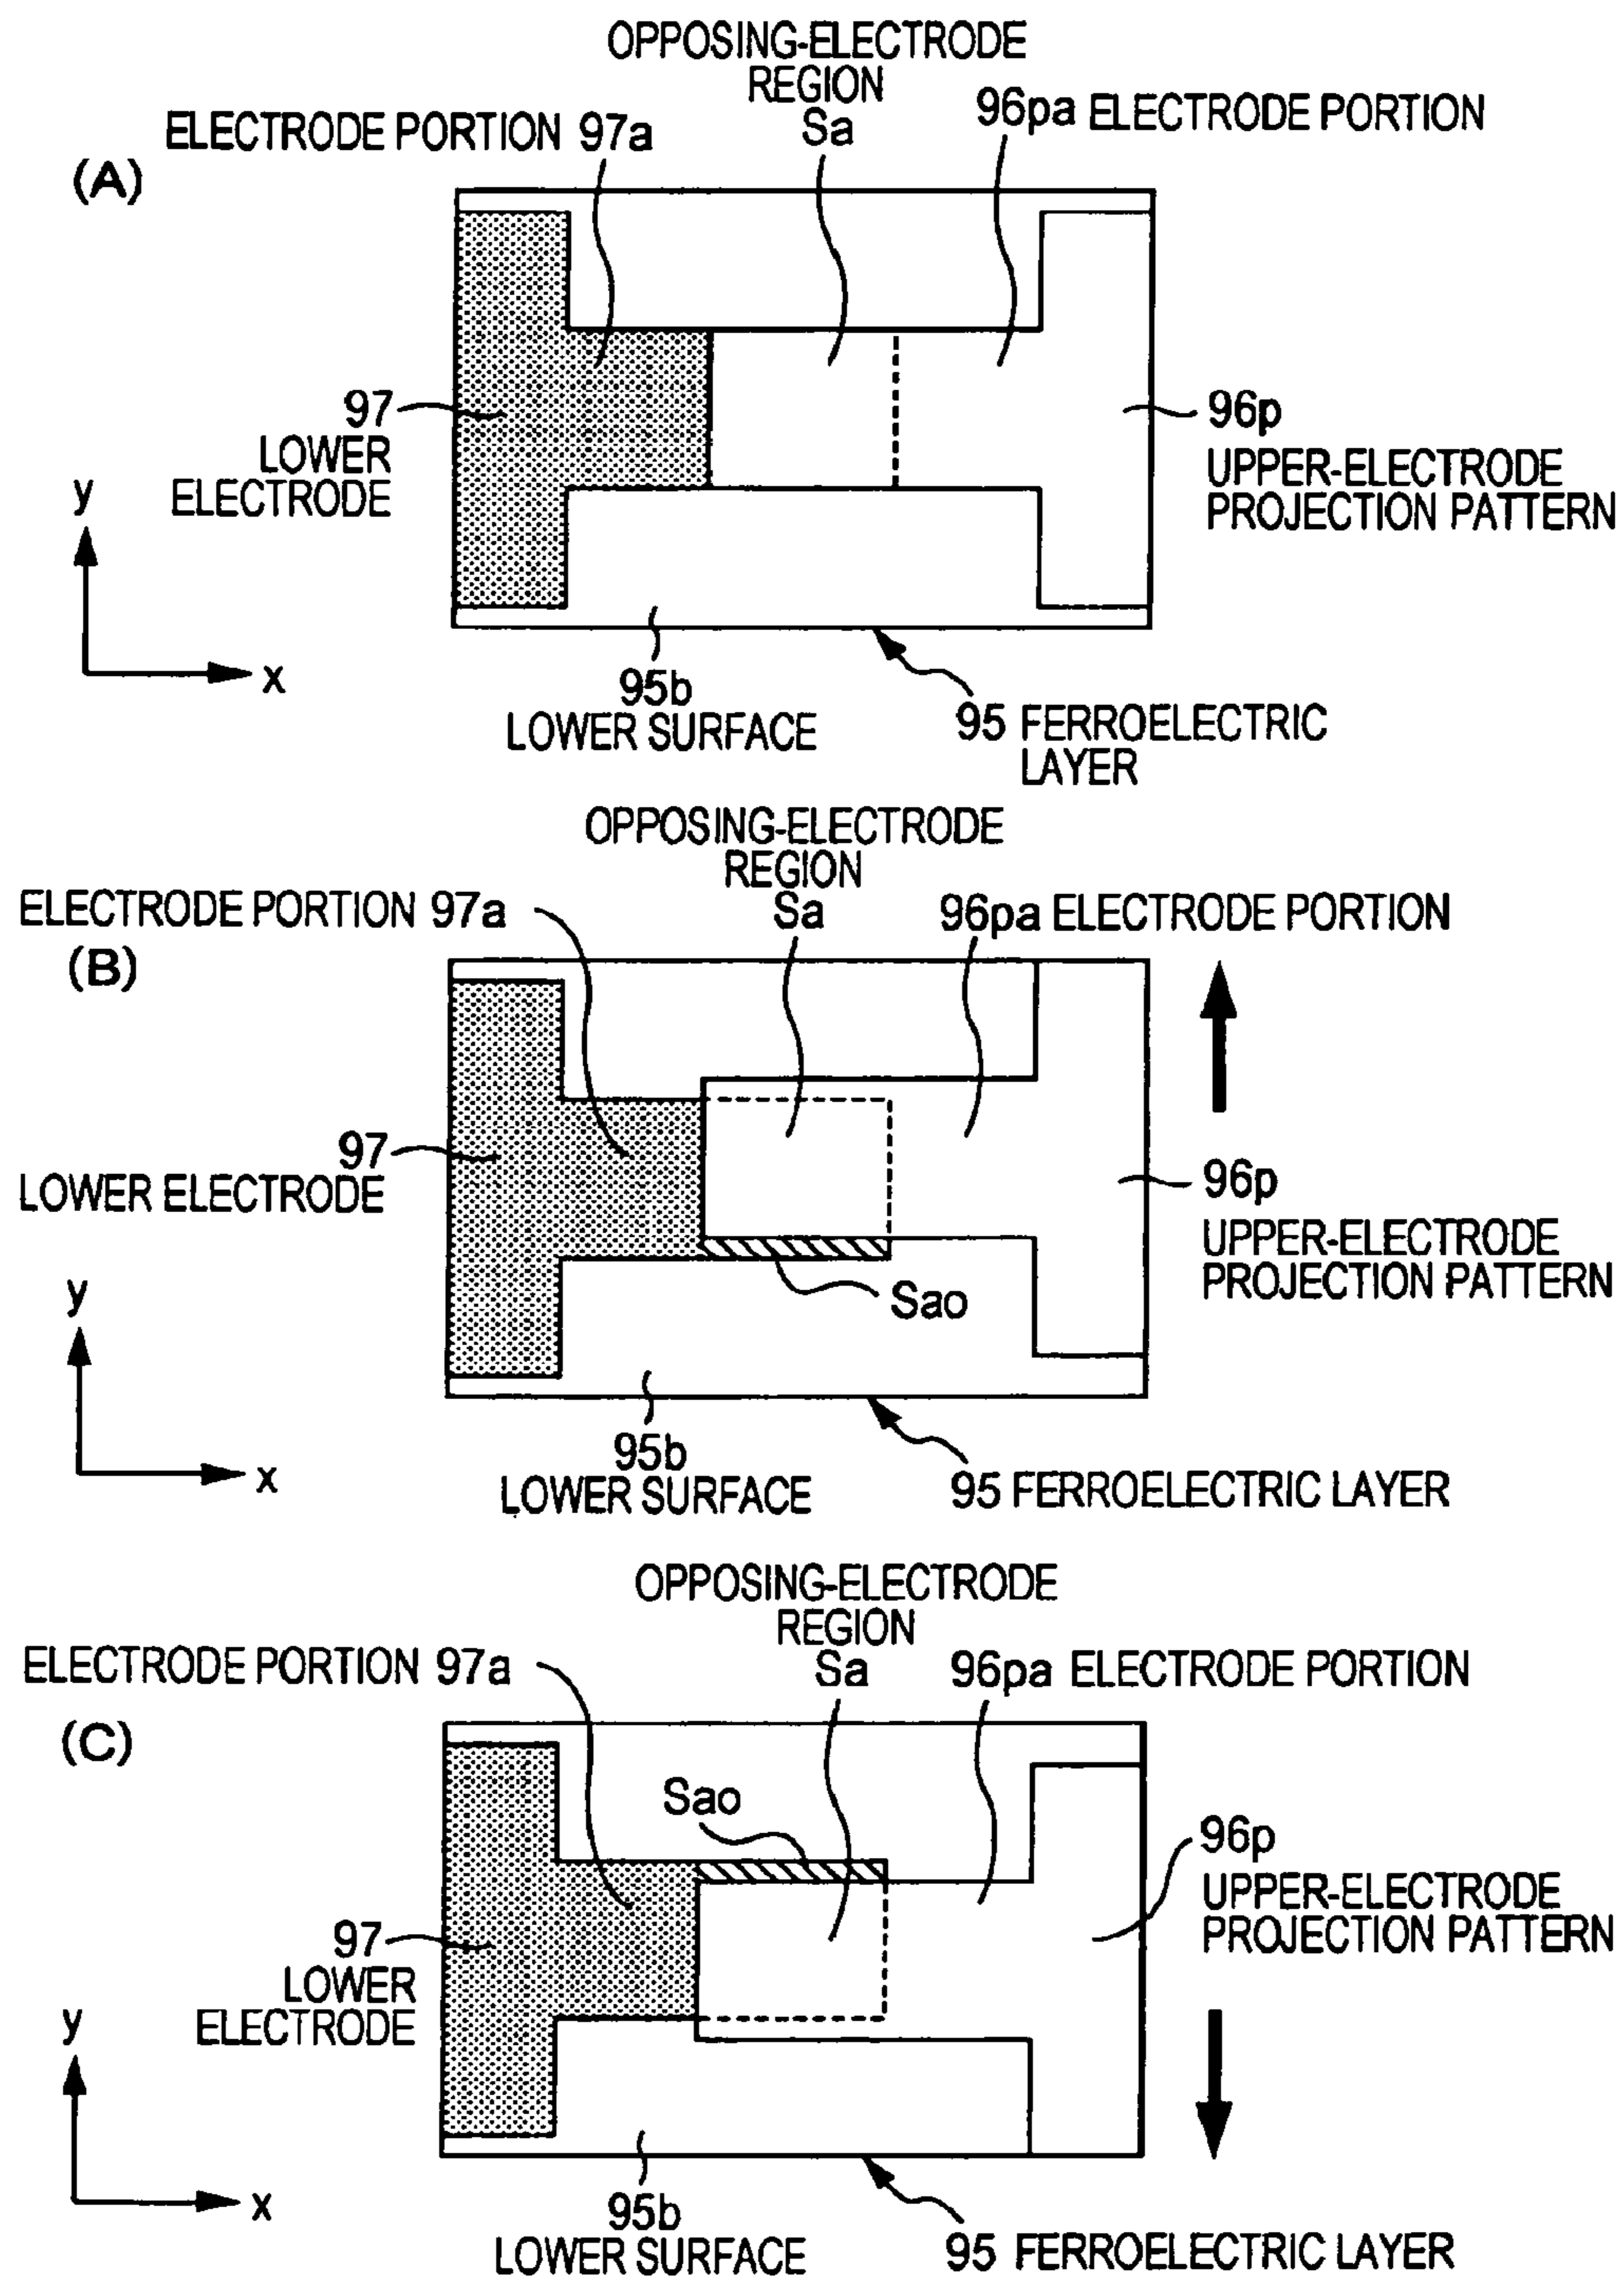 OPPOSING-ELECTRODE
REGION
Sa
96pa ELECTRODE PORTION
ELECTRODE PORTION 97a
(A)
97
LOWER
ELECTRODE
96p
UPPER-ELECTRODE
PROJECTION PATTERN
y
x
95b
LOWER SURFACE
95 FERROELECTRIC
LAYER
OPPOSING-ELECTRODE
REGION
Sa
ELECTRODE PORTION 97a
96pa ELECTRODE PORTION
(B)
97
LOWER ELECTRODE
96p
UPPER-ELECTRODE
PROJECTION PATTERN
Sao
y
x
95b
LOWER SURFACE
95 FERROELECTRIC LAYER
OPPOSING-ELECTRODE
REGION
Sa
ELECTRODE PORTION 97a
96pa ELECTRODE PORTION
(C)
Sao
96p
UPPER-ELECTRODE
PROJECTION PATTERN
97
LOWER
ELECTRODE
y
x
95b
LOWER SURFACE
95 FERROELECTRIC LAYER